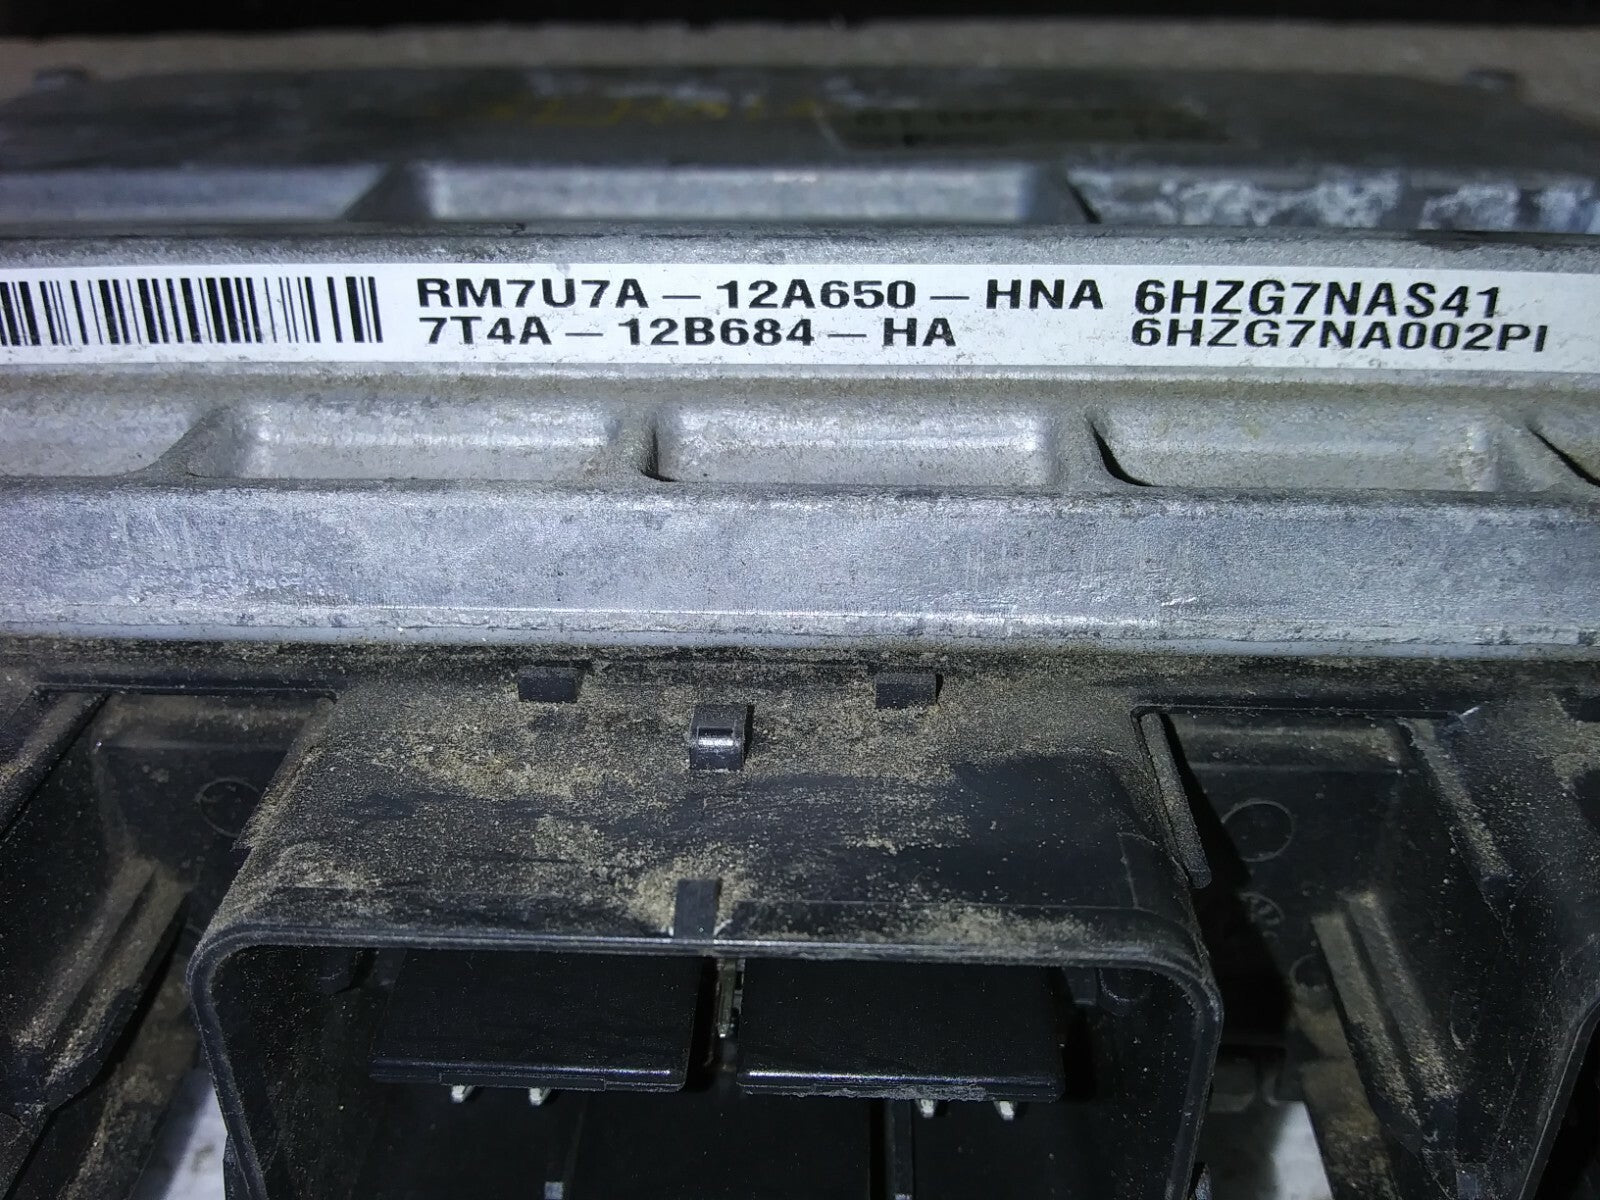 RM7U7A-12A650-HNA 6HZG7NAS41
7T4A-12B684-HA 6HZG7NA002PI